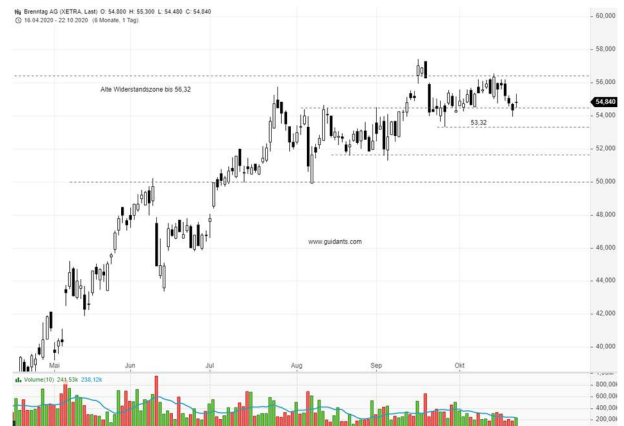 Brenntag AG (XETRA, Last) O: 54,800 H: 55,300 L: 54,480 C: 54,840
16.04.2020 - 22.10.2020 (6 Monate, 1 Tag)
60,000
58,000
Alte Widerstandszone bis 56,32
56,000
54,840
54,000
53,32
52,000
50,000
48,000
www.guidants.com
46,000
44,000
42,000
40,000
Mai Jun Jul Aug Sep Okt
Volume(10) 241,53k 238,12k
800,000
600,000
400,000
200,000